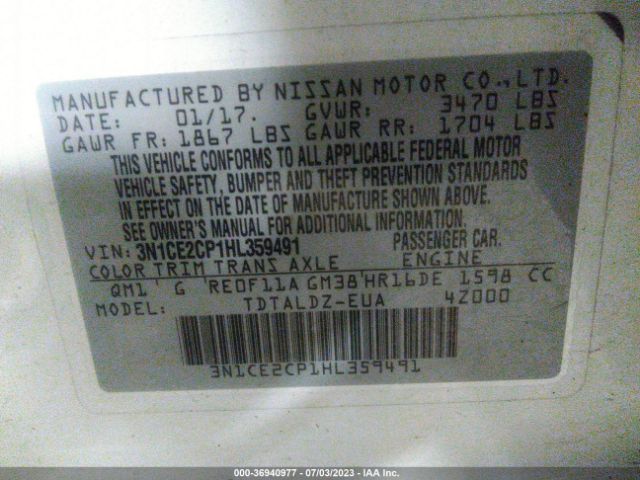 MANUFACTURED BY NISSAN MOTOR CO.,LTD.
DATE: 01/17. GVWR: 3470 LBS
GAWR FR: 1867 LBS GAWR RR: 1704 LBS
THIS VEHICLE CONFORMS TO ALL APPLICABLE FEDERAL MOTOR
VEHICLE SAFETY, BUMPER AND THEFT PREVENTION STANDARDS
IN EFFECT ON THE DATE OF MANUFACTURE SHOWN ABOVE.
SEE OWNER'S MANUAL FOR ADDITIONAL INFORMATION.
VIN: 3N1CE2CP1HL359491 PASSENGER CAR.
COLOR TRIM TRANS AXLE ENGINE
QM1 G RE0F11A GM38 HR16DE 1598 CC
MODEL: TDTALDZ-EUA 4Z000
3N1CE2CP1HL359491
000-36940977 - 07/03/2023 - IAA Inc.